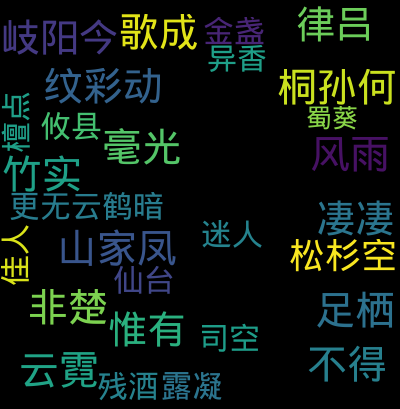 岐阳今
歌成
金盏
律吕
异香
纹彩动
桐孙何
檀点
攸县
蜀葵
毫光
风雨
竹实
更无云鹤暗
凄凄
迷人
佳人
山家凤
松杉空
仙台
非楚
足栖
惟有
司空
云霓
不得
残酒露凝